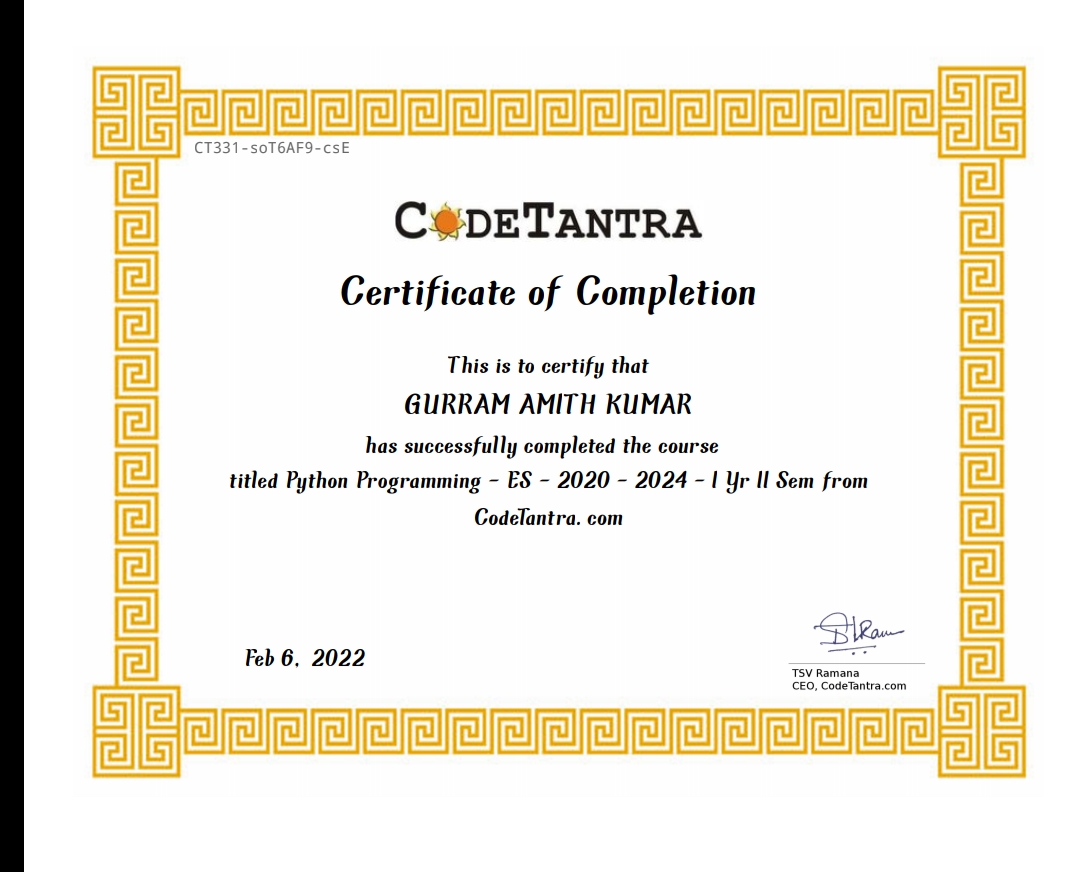 CT331-soT6AF9-csE
CODETANTRA
Certificate of Completion
This is to certify that
GURRAM AMITH KUMAR
has successfully completed the course
titled Python Programming - ES - 2020 - 2024 - I Yr II Sem from
CodeTantra. com
Feb 6, 2022
TSV Ramana
CEO, CodeTantra.com